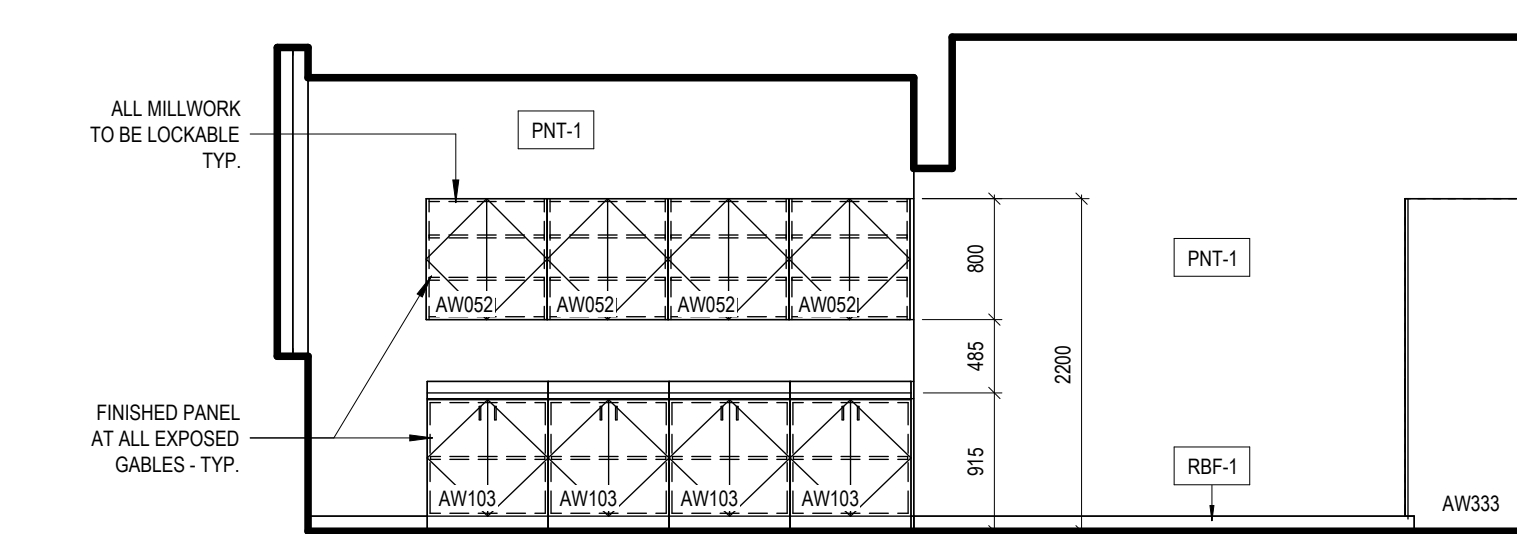 ALL MILLWORK
TO BE LOCKABLE
TYP.
PNT-1
PNT-1
800
485
2200
915
AW052 AW052 AW052 AW052
FINISHED PANEL
AT ALL EXPOSED
GABLES - TYP.
RBF-1
AW103 AW103 AW103 AW103
AW333